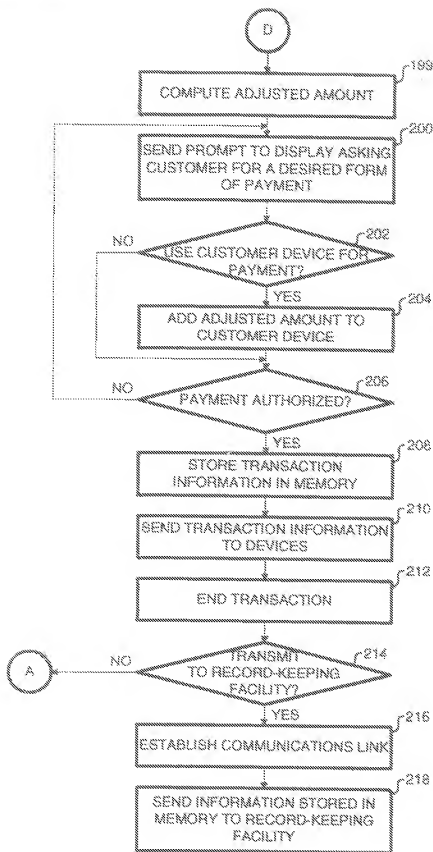 D
199
COMPUTE ADJUSTED AMOUNT
200
SEND PROMPT TO DISPLAY ASKING
CUSTOMER FOR A DESIRED FORM
OF PAYMENT
202
NO
USE CUSTOMER DEVICE FOR
PAYMENT?
YES
204
ADD ADJUSTED AMOUNT TO
CUSTOMER DEVICE
206
NO
PAYMENT AUTHORIZED?
YES
208
STORE TRANSACTION
INFORMATION IN MEMORY
210
SEND TRANSACTION INFORMATION
TO DEVICES
212
END TRANSACTION
214
A
NO
TRANSMIT
TO RECORD-KEEPING
FACILITY?
YES
216
ESTABLISH COMMUNICATIONS LINK
218
SEND INFORMATION STORED IN
MEMORY TO RECORD-KEEPING
FACILITY